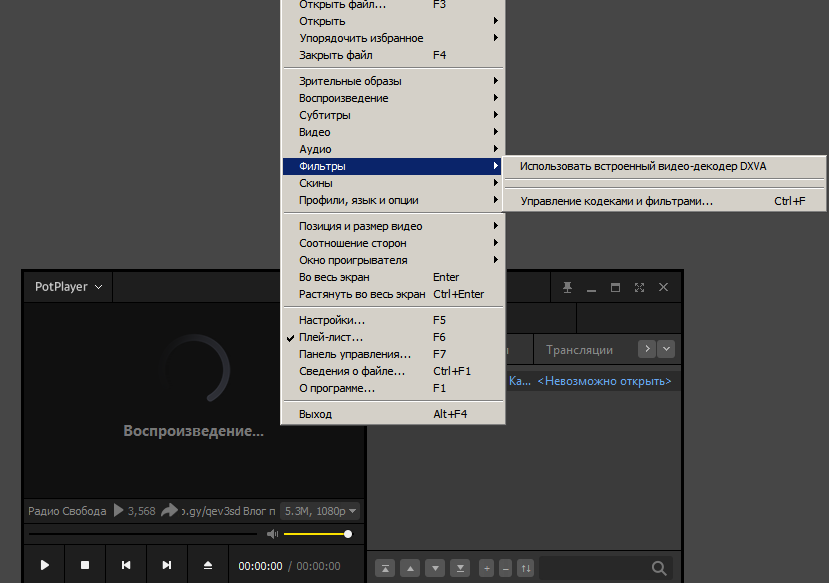 Открыть файл... F3
Открыть
Упорядочить избранное
Закрыть файл F4
Зрительные образы
Воспроизведение
Субтитры
Видео
Аудио
Фильтры
Скины
Профили, язык и опции
Использовать встроенный видео-декодер DXVA
Управление кодеками и фильтрами... Ctrl+F
Позиция и размер видео
Соотношение сторон
Окно проигрывателя
Во весь экран Enter
Растянуть во весь экран Ctrl+Enter
Настройки... F5
Плей-лист... F6
Панель управления... F7
Сведения о файле... Ctrl+F1
О программе... F1
Выход Alt+F4
PotPlayer
Трансляции
Ка... <Невозможно открыть>
Воспроизведение...
Радио Свобода 3,568 ɔ.gy/qev3sd Влог п 5.3M, 1080p
00:00:00 / 00:00:00